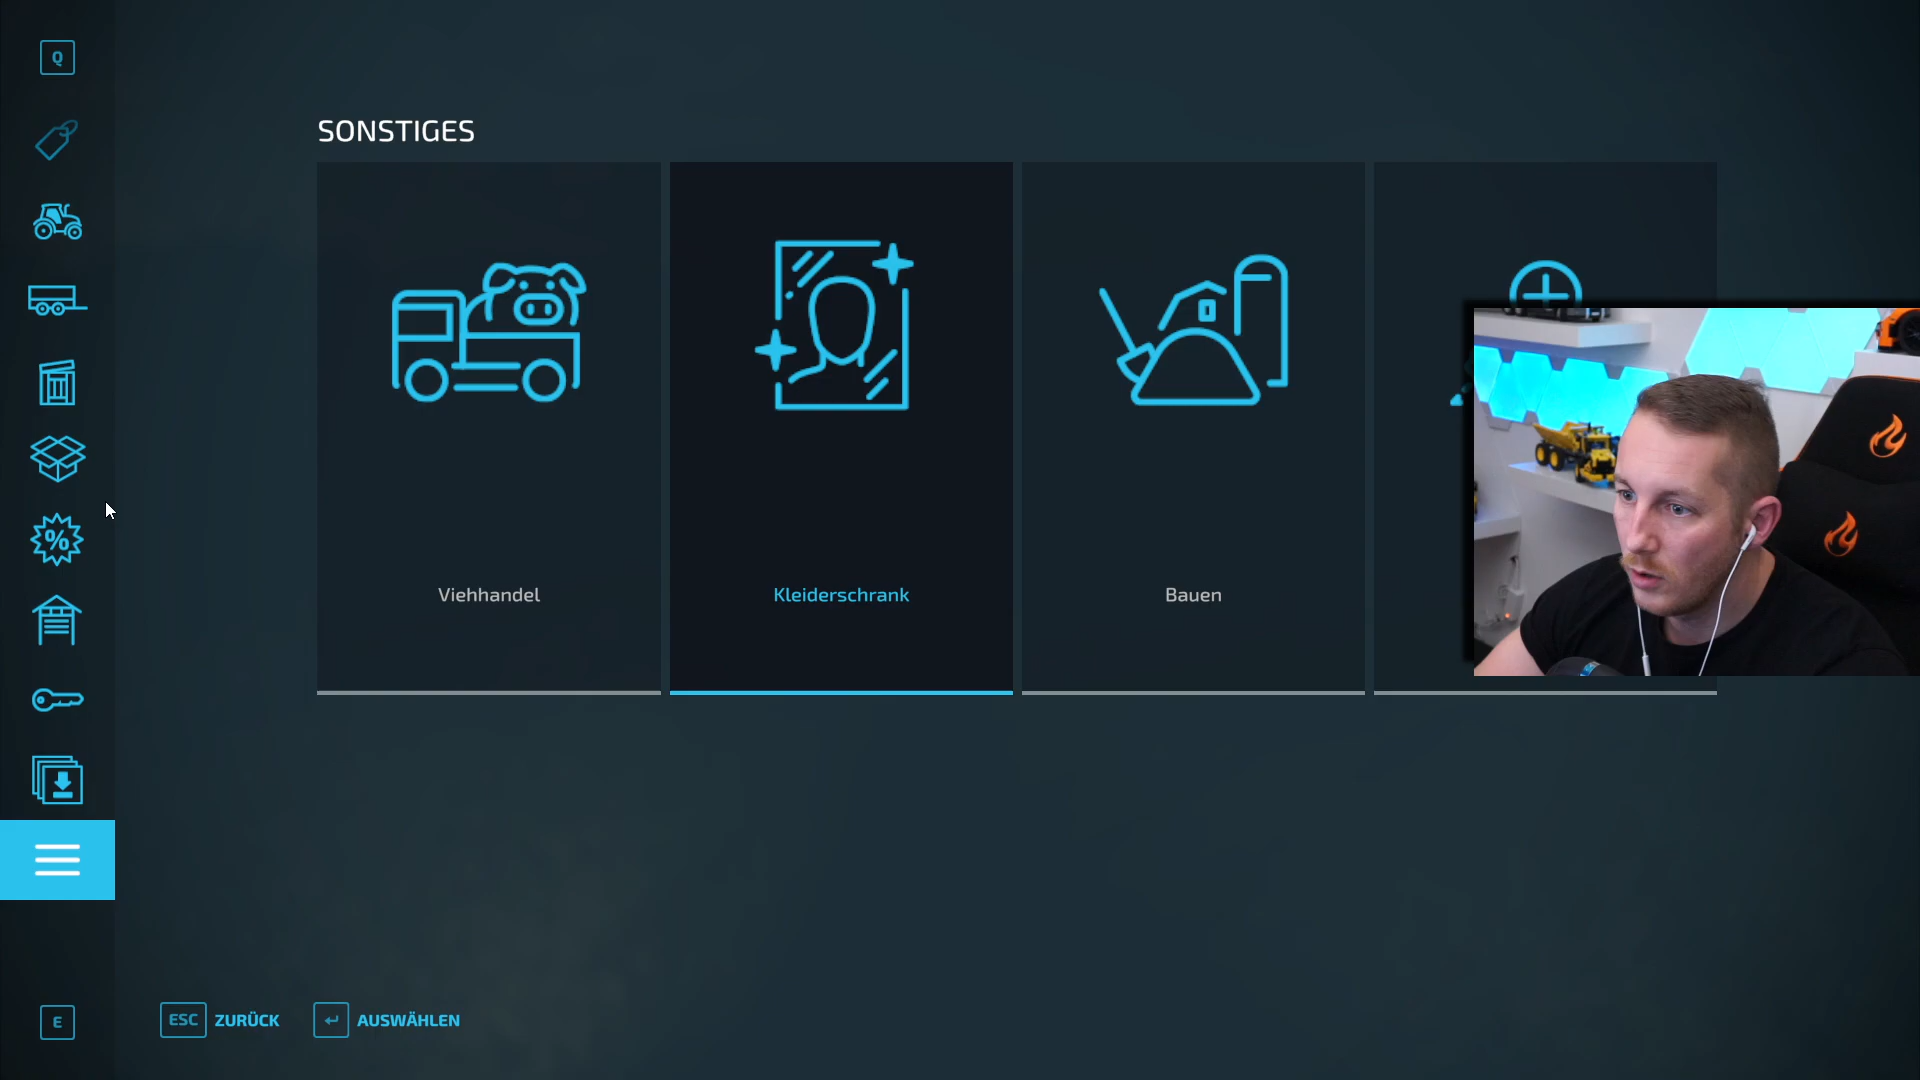 Q
SONSTIGES
%
Viehhandel
Kleiderschrank
Bauen
E
ESC ZURÜCK
AUSWÄHLEN